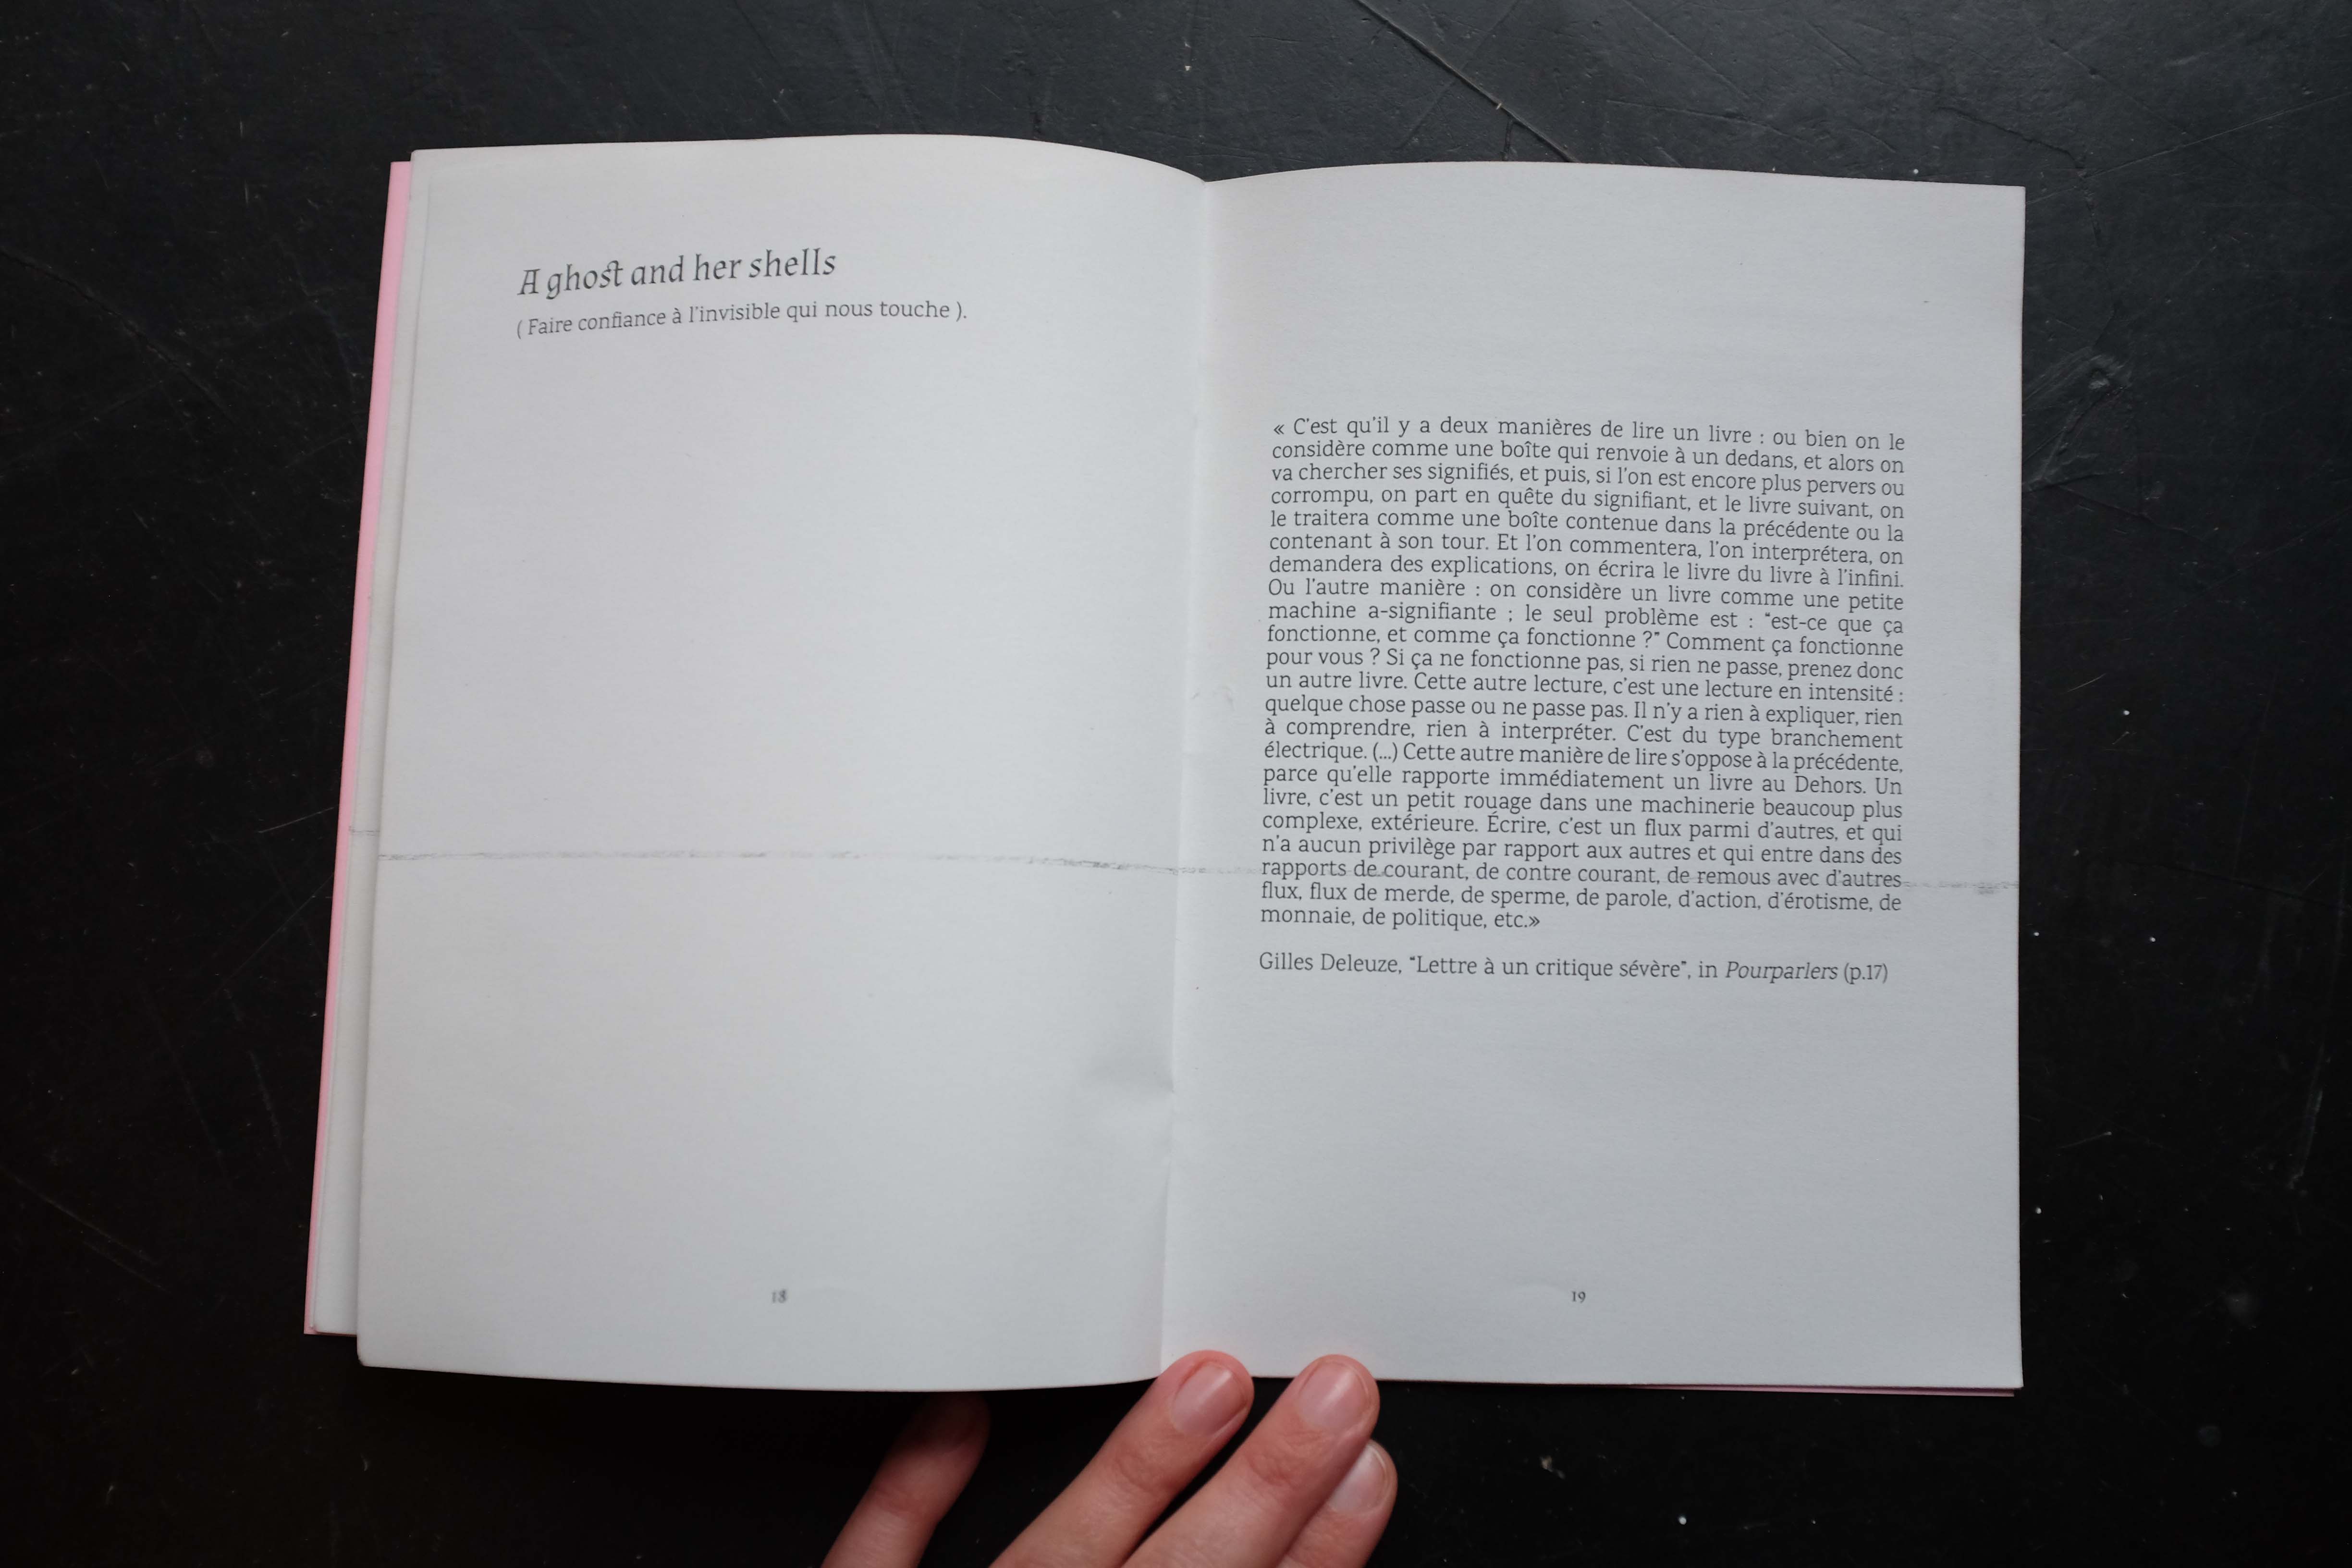 A ghost and her shells
( Faire confiance à l'invisible qui nous touche ).
18
« C'est qu'il y a deux manières de lire un livre : ou bien on le
considère comme une boîte qui renvoie à un dedans, et alors on
va chercher ses signifiés, et puis, si l'on est encore plus pervers ou
corrompu, on part en quête du signifiant, et le livre suivant, on
le traitera comme une boîte contenue dans la précédente ou la
contenant à son tour. Et l'on commentera, l'on interprétera, on
demandera des explications, on écrira le livre du livre à l'infini.
Ou l'autre manière : on considère un livre comme une petite
machine a-signifiante ; le seul problème est : “est-ce que ça
fonctionne, et comme ça fonctionne ?” Comment ça fonctionne
pour vous ? Si ça ne fonctionne pas, si rien ne passe, prenez donc
un autre livre. Cette autre lecture, c'est une lecture en intensité :
quelque chose passe ou ne passe pas. Il n'y a rien à expliquer, rien
à comprendre, rien à interpréter. C'est du type branchement
électrique. (...) Cette autre manière de lire s'oppose à la précédente,
parce qu'elle rapporte immédiatement un livre au Dehors. Un
livre, c'est un petit rouage dans une machinerie beaucoup plus
complexe, extérieure. Écrire, c'est un flux parmi d'autres, et qui
n'a aucun privilège par rapport aux autres et qui entre dans des
rapports de courant, de contre courant, de remous avec d'autres
flux, flux de merde, de sperme, de parole, d'action, d'érotisme, de
monnaie, de politique, etc.»
Gilles Deleuze, “Lettre à un critique sévère”, in Pourparlers (p.17)
19